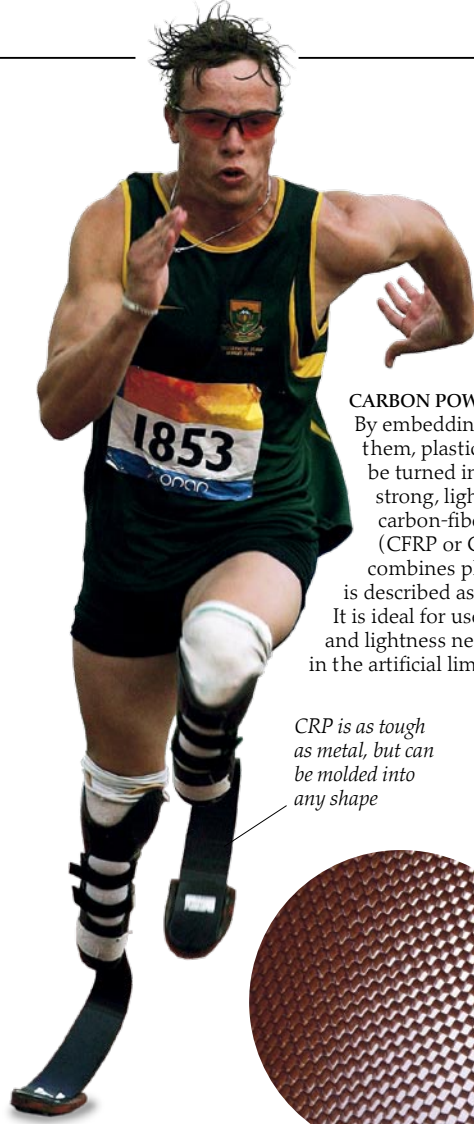 1853
opap
CARBON POW
By embeddin
them, plastic
be turned in
strong, ligh
carbon-fibe
(CFRP or C
combines pl
is described as
It is ideal for use
and lightness ne
in the artificial lim
CRP is as tough
as metal, but can
be molded into
any shape